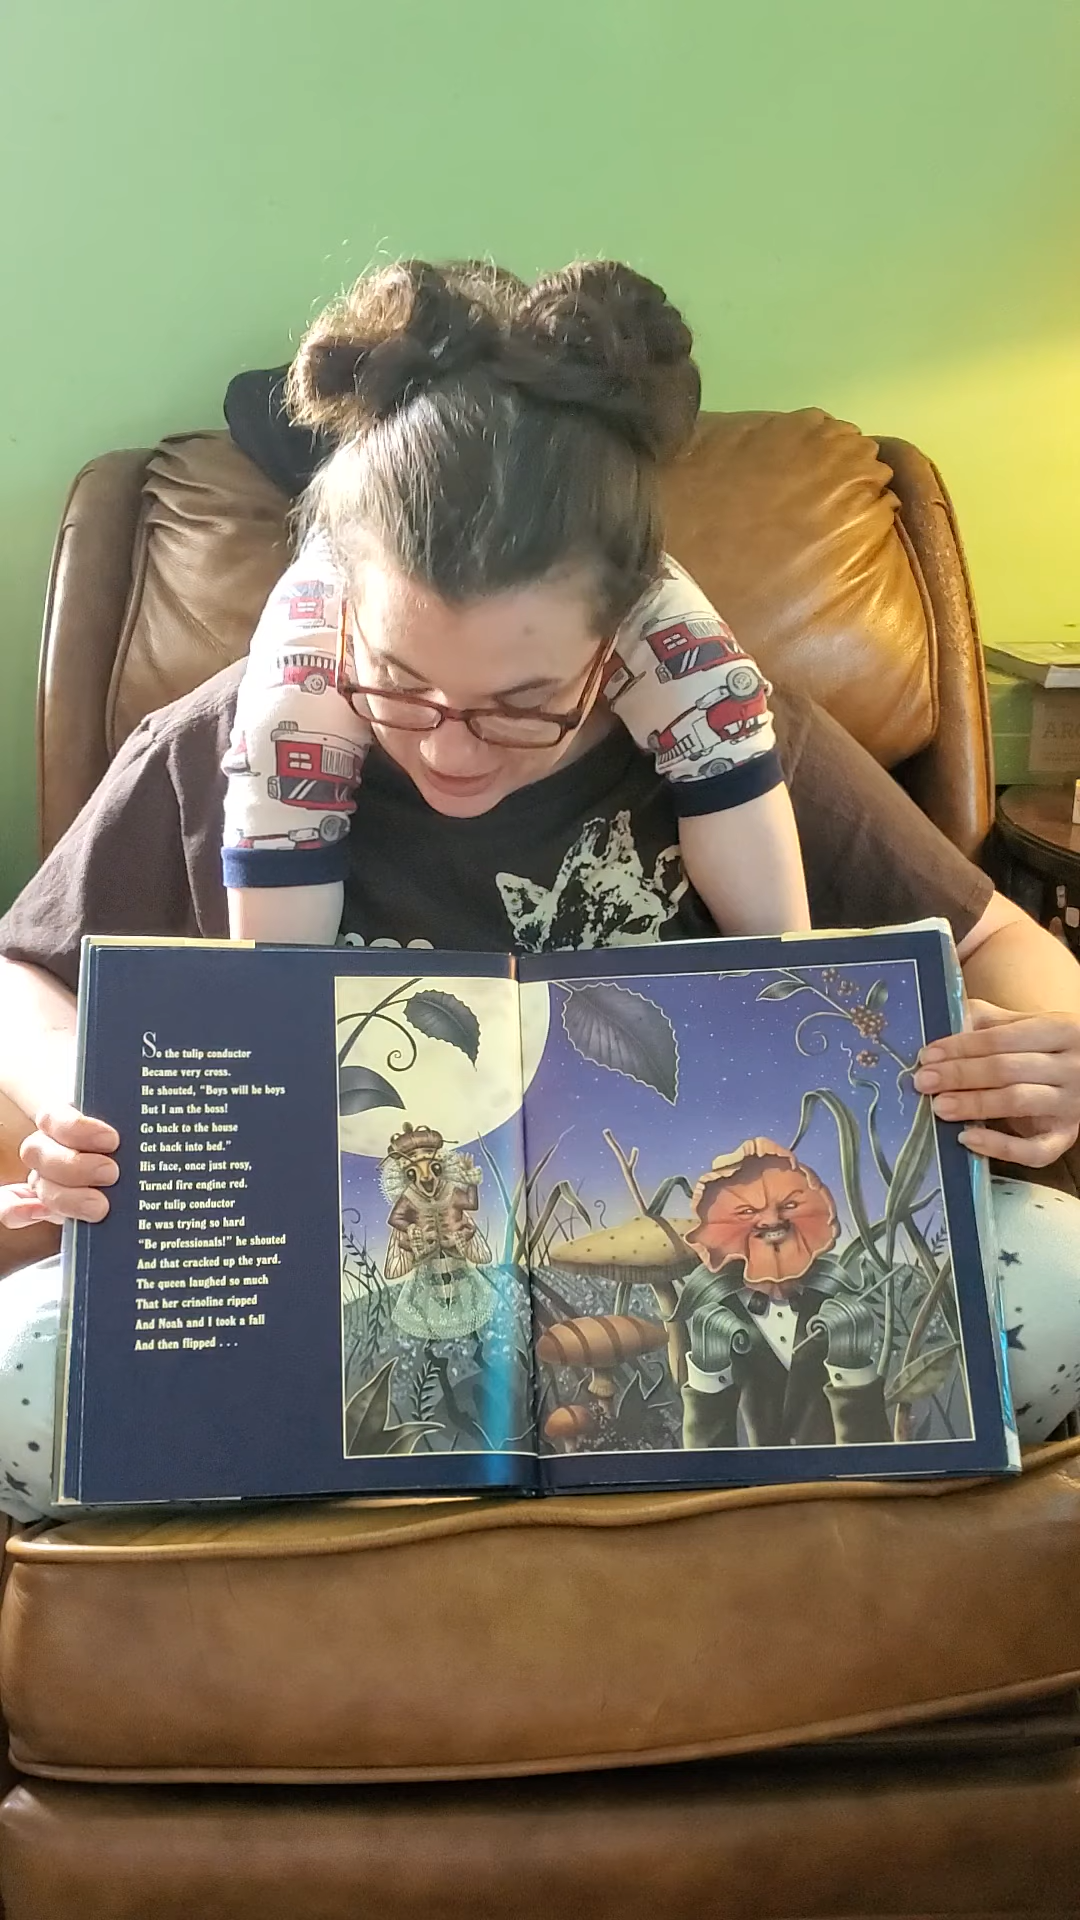 So the tulip conductor
Became very cross.
He shouted, "Boys will be boys
But I am the boss!
Go back to the house
Get back into bed."
His face, once just rosy,
Turned fire engine red.
Poor tulip conductor
He was trying so hard
"Be professionals!" he shouted
And that cracked up the yard.
The queen laughed so much
That her crinoline ripped
And Noah and I took a fall
And then flipped . . .